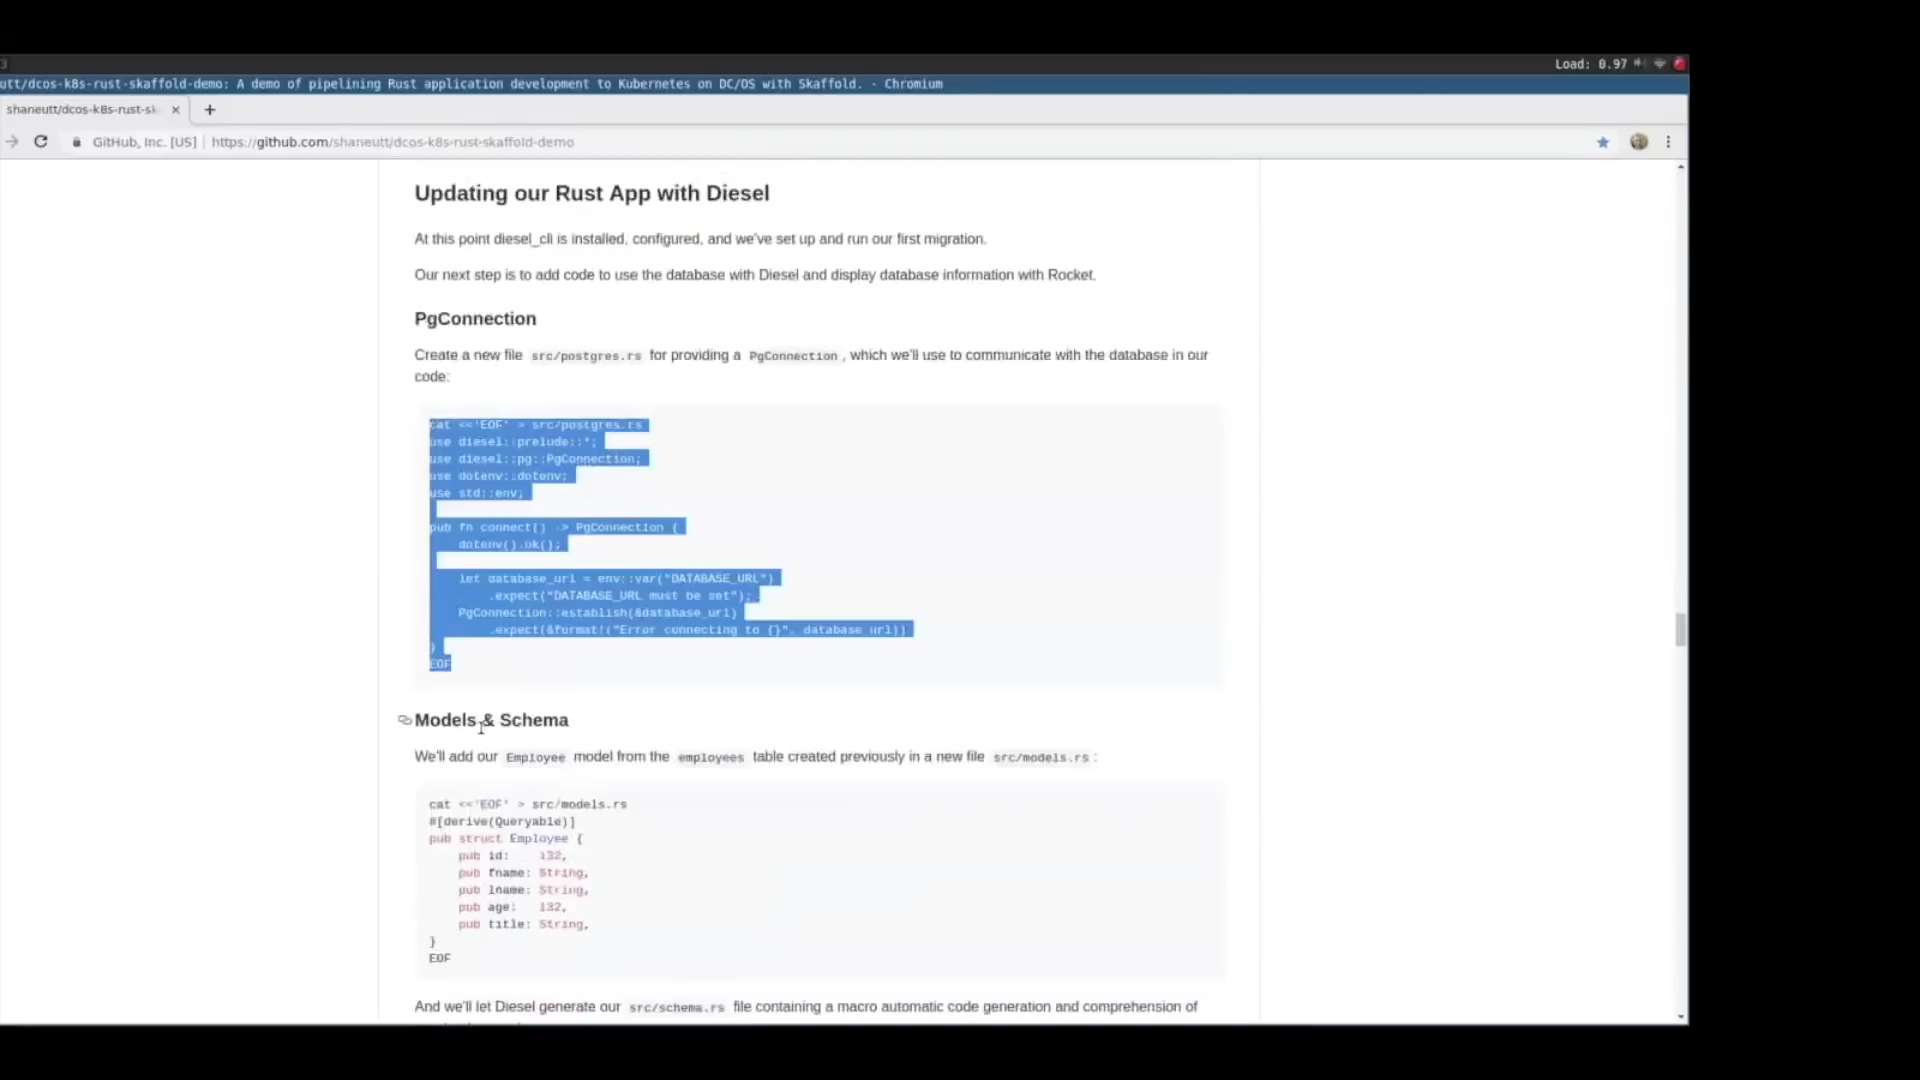 3
Load: 0.97
utt/dcos-k8s-rust-skaffold-demo: A demo of pipelining Rust application development to Kubernetes on DC/OS with Skaffold. - Chromium
shaneutt/dcos-k8s-rust-sk
GitHub, Inc. [US] | https://github.com/shaneutt/dcos-k8s-rust-skaffold-demo
Updating our Rust App with Diesel
At this point diesel_cli is installed, configured, and we've set up and run our first migration.
Our next step is to add code to use the database with Diesel and display database information with Rocket.
PgConnection
Create a new file src/postgres.rs for providing a PgConnection, which we'll use to communicate with the database in our
code:
cat <<'EOF' > src/postgres.rs
use diesel::prelude::*;
use diesel::pg::PgConnection;
use dotenv::dotenv;
use std::env;
pub fn connect() -> PgConnection {
dotenv().ok();
let database_url = env::var("DATABASE_URL")
.expect("DATABASE_URL must be set");
PgConnection::establish(&database_url)
.expect(&format!("Error connecting to {}", database_url))
}
EOF
Models & Schema
We'll add our Employee model from the employees table created previously in a new file src/models.rs :
cat <<'EOF' > src/models.rs
#[derive(Queryable)]
pub struct Employee {
pub id: i32,
pub fname: String,
pub lname: String,
pub age: i32,
pub title: String,
}
EOF
And we'll let Diesel generate our src/schema.rs file containing a macro automatic code generation and comprehension of